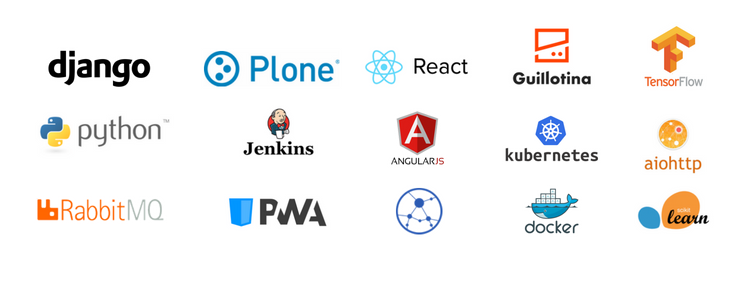 django
Plone®
React
Guillotina
TensorFlow
python™
Jenkins
ANGULARJS
kubernetes
aiohttp
RabbitMQ
PWA
docker
learn